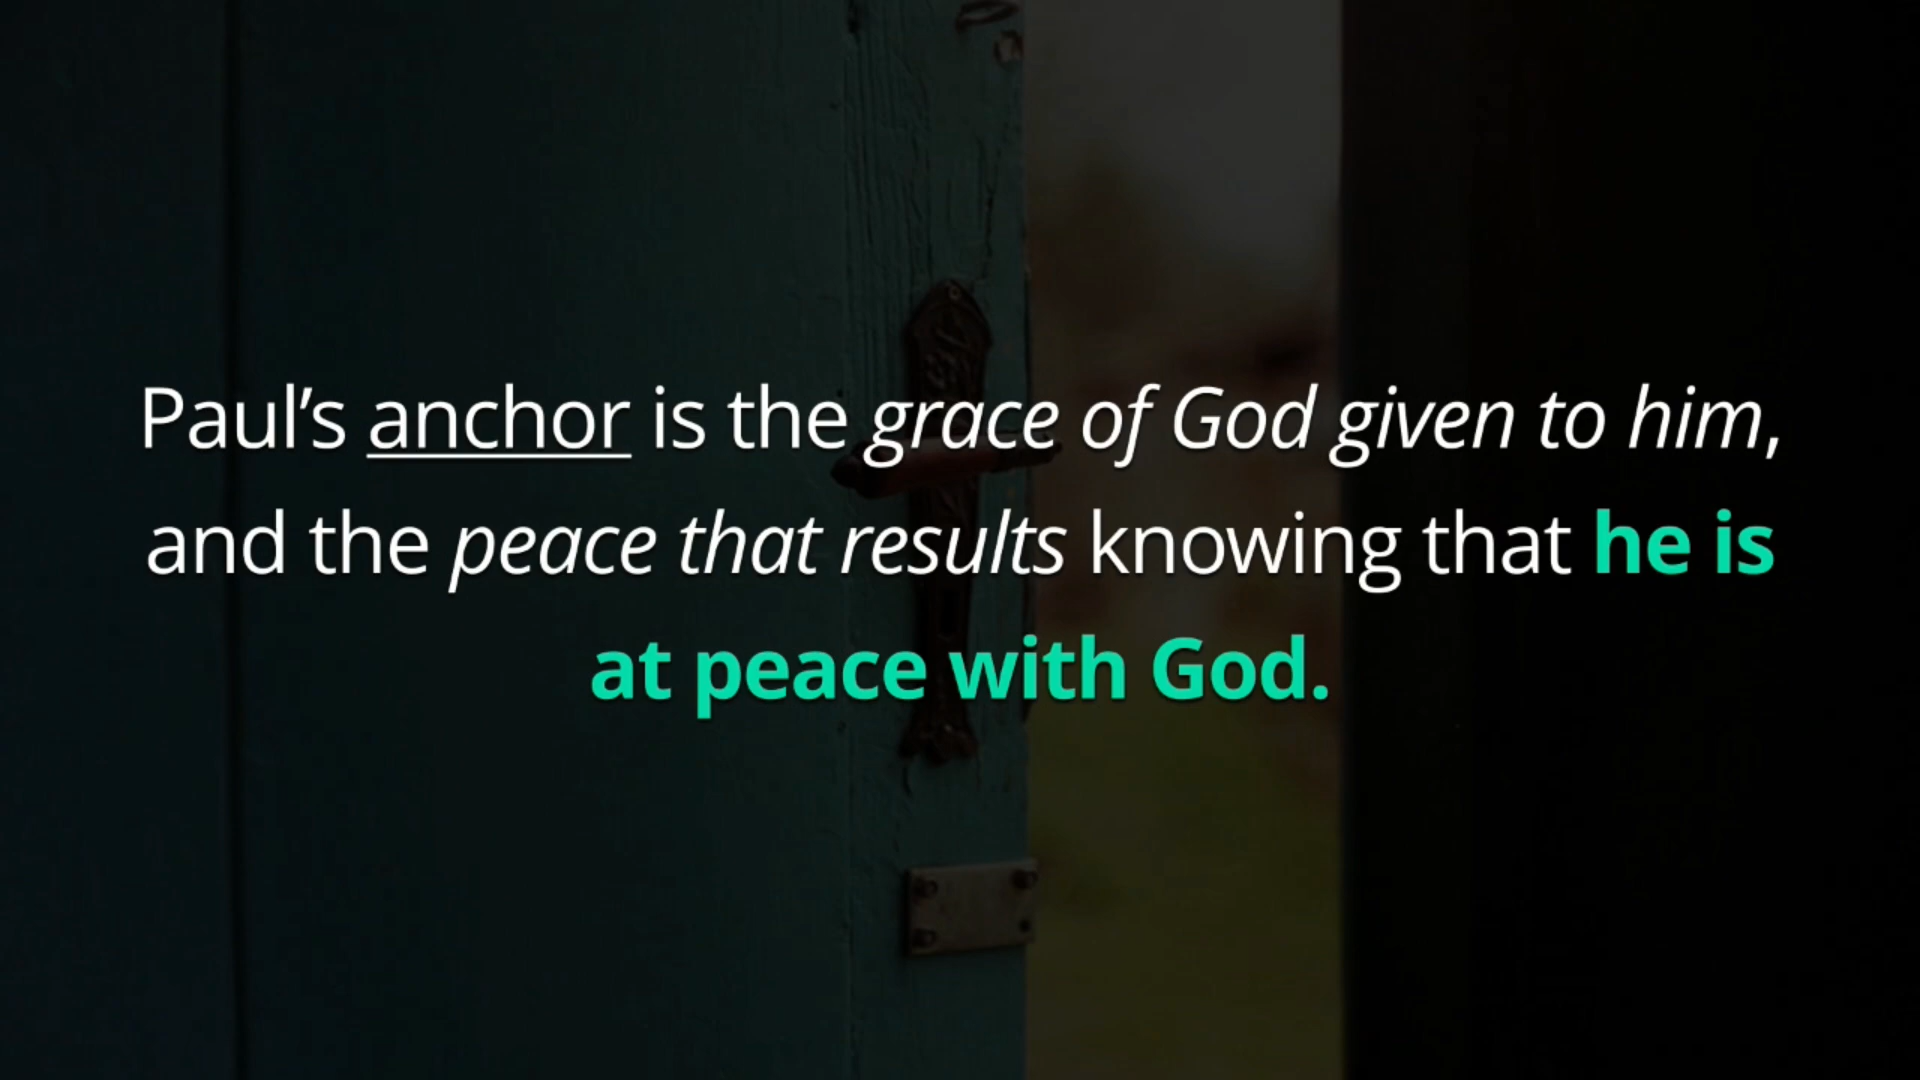 Paul’s anchor is the grace of God given to him,
and the peace that results knowing that he is
at peace with God.